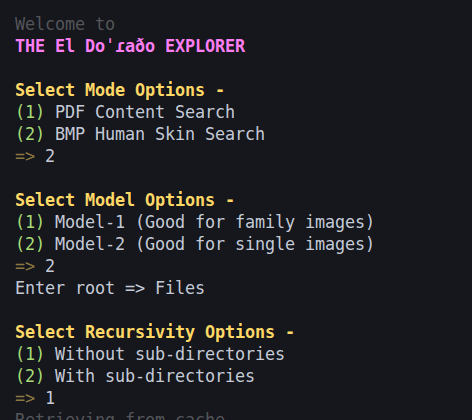 Welcome to
THE El Doˈɾaðo EXPLORER
Select Mode Options -
(1) PDF Content Search
(2) BMP Human Skin Search
=> 2
Select Model Options -
(1) Model-1 (Good for family images)
(2) Model-2 (Good for single images)
=> 2
Enter root => Files
Select Recursivity Options -
(1) Without sub-directories
(2) With sub-directories
=> 1
Retrieving from cache